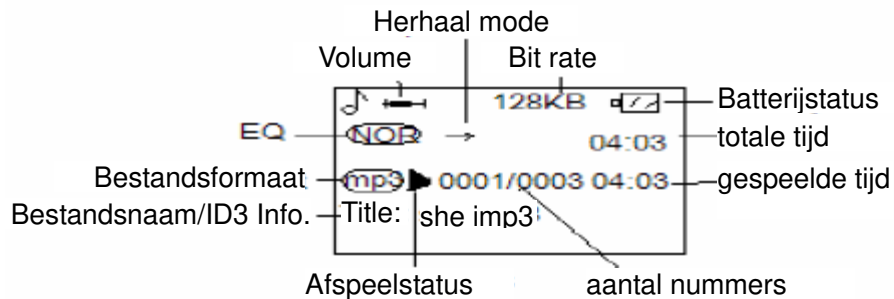 Herhaal mode
Volume Bit rate
128KB Batterijstatus
EQ NOR 04:03 totale tijd
Bestandsformaat mp3 0001/0003 04:03 gespeelde tijd
Bestandsnaam/ID3 Info. Title: she imp3
Afspeelstatus aantal nummers